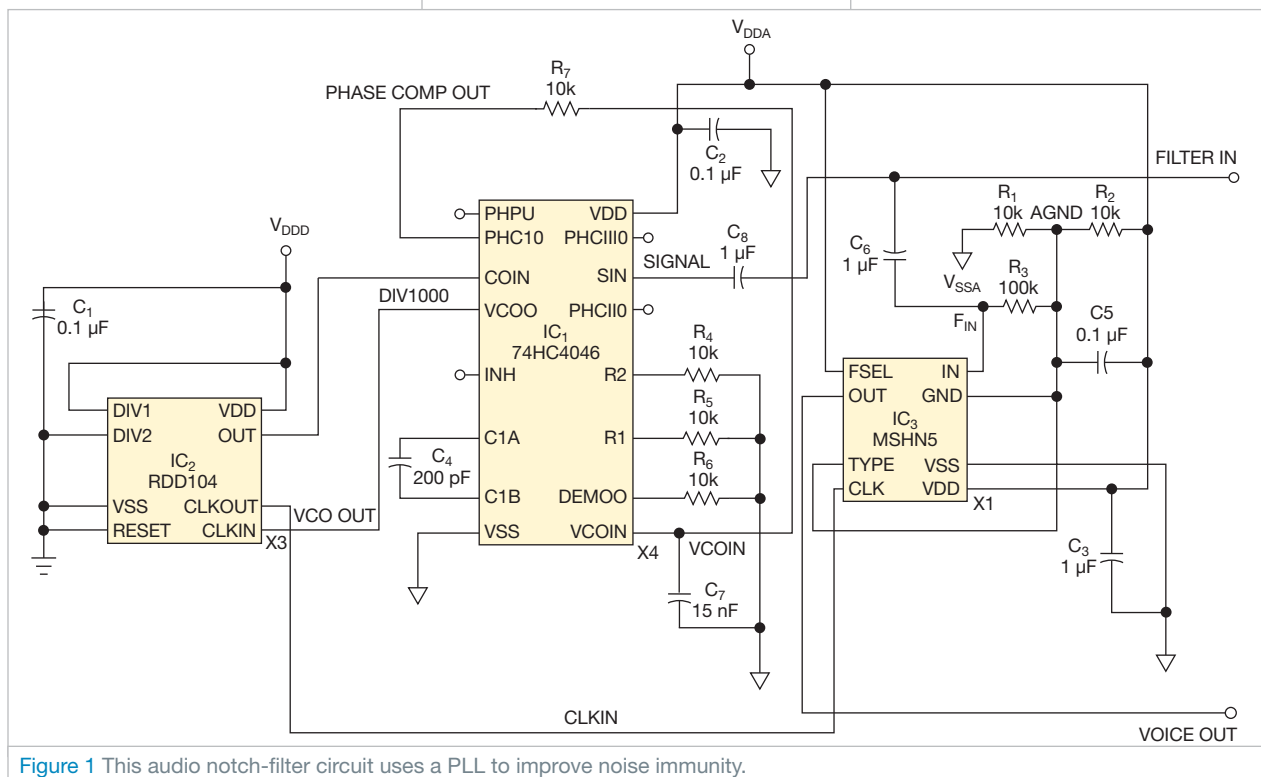 V_DDA
R7
10k
PHASE COMP OUT
C2
0.1 µF
FILTER IN
R1
10k
AGND
R2
10k
V_DDD
PHPU
VDD
PHC10
PHCIII0
C8
1 µF
C6
1 µF
COIN
SIN
SIGNAL
V_SSA
R3
100k
C1
0.1 µF
DIV1000
VCOO
PHCII0
F_IN
C5
0.1 µF
IC1
74HC4046
R4
10k
INH
R2
FSEL
IN
OUT
GND
DIV1
VDD
R5
10k
IC3
MSHN5
DIV2
OUT
C1A
R1
IC2
RDD104
C4
200 pF
R6
10k
TYPE
VSS
CLK
VDD
VSS
CLKOUT
C1B
DEMOO
X1
RESET
CLKIN
VCO OUT
VSS
VCOIN
X3
X4
VCOIN
C3
1 µF
C7
15 nF
CLKIN
VOICE OUT
Figure 1 This audio notch-filter circuit uses a PLL to improve noise immunity.